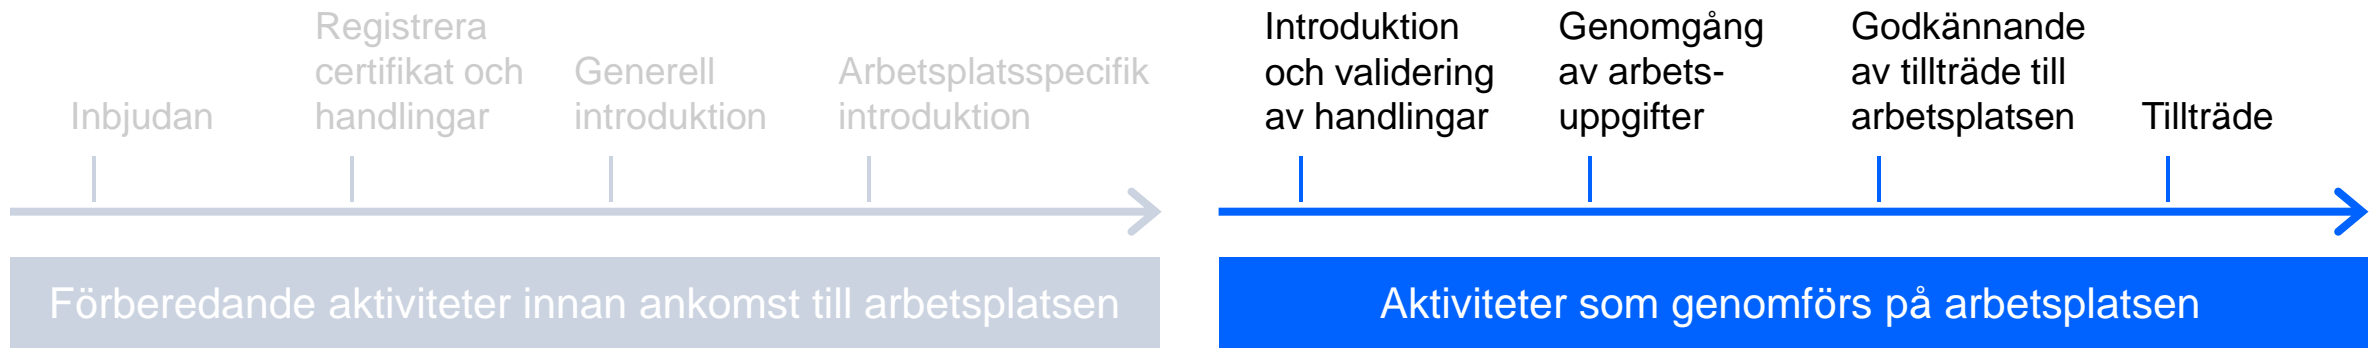 Inbjudan
Registrera
certifikat och
handlingar
Generell
introduktion
Arbetsplatsspecifik
introduktion
Förberedande aktiviteter innan ankomst till arbetsplatsen
Introduktion
och validering
av handlingar
Genomgång
av arbets-
uppgifter
Godkännande
av tillträde till
arbetsplatsen
Tillträde
Aktiviteter som genomförs på arbetsplatsen